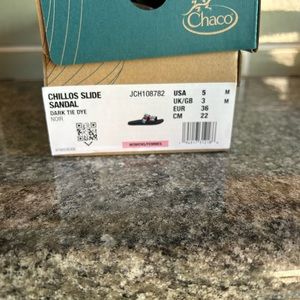 Chaco
CHILLOS SLIDE
SANDAL
DARK TIE DYE
NOIR
JCH108782
USA 5 M
UK/GB 3 M
EUR 36
CM 22
WOMENS/FEMMES